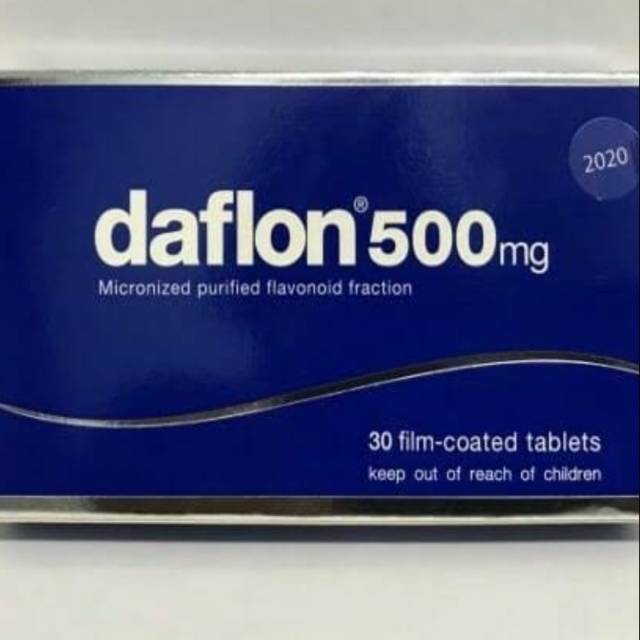 2020
daflon® 500mg
Micronized purified flavonoid fraction
30 film-coated tablets
keep out of reach of children